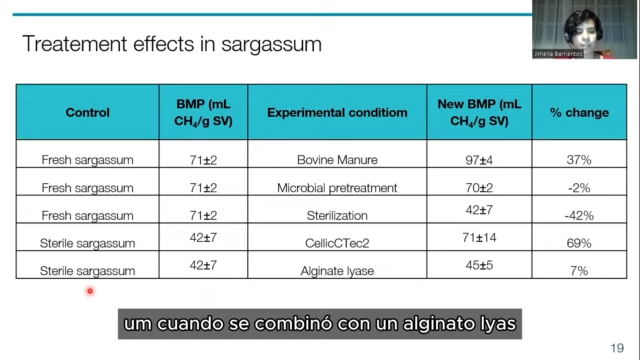 Jimena Barrientos
Treatement effects in sargassum
Control BMP (mL CH₄/g SV) Experimental conditiom New BMP (mL CH₄/g SV) % change
Fresh sargassum 71±2 Bovine Manure 97±4 37%
Fresh sargassum 71±2 Microbial pretreatment 70±2 -2%
Fresh sargassum 71±2 Sterilization 42±7 -42%
Sterile sargassum 42±7 CellicCTec2 71±14 69%
Sterile sargassum 42±7 Alginate lyase 45±5 7%
um cuando se combinó con un alginato lyas
19